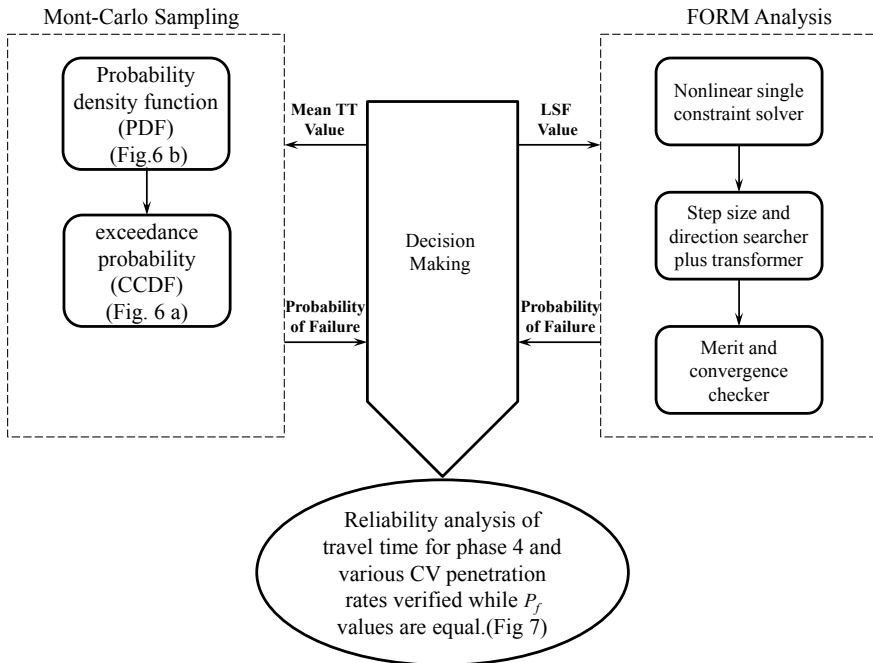 Mont-Carlo Sampling
Probability
density function
(PDF)
(Fig.6 b)
exceedance
probability
(CCDF)
(Fig. 6 a)
Mean TT
Value
Probability
of Failure
Decision
Making
LSF
Value
Probability
of Failure
FORM Analysis
Nonlinear single
constraint solver
Step size and
direction searcher
plus transformer
Merit and
convergence
checker
Reliability analysis of
travel time for phase 4 and
various CV penetration
rates verified while P_f
values are equal.(Fig 7)